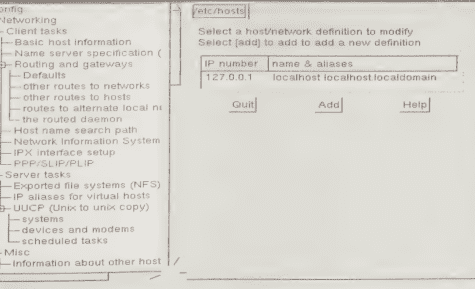 onfig
Networking
Client tasks
Basic host information
Name server specification (
Routing and gateways
Defaults
other routes to networks
other routes to hosts
routes to alternate local ne
the routed daemon
Host name search path
Network Information System
IPX interface setup
PPP/SLIP/PLIP
Server tasks
Exported file systems (NFS)
IP aliases for virtual hosts
UUCP (Unix to unix copy)
systems
devices and modems
scheduled tasks
Misc
Information about other host
/etc/hosts
Select a host/network definition to modify
Select [add] to add to add a new definition
IP number name & aliases
127.0.0.1 localhost localhost.localdomain
Quit Add Help